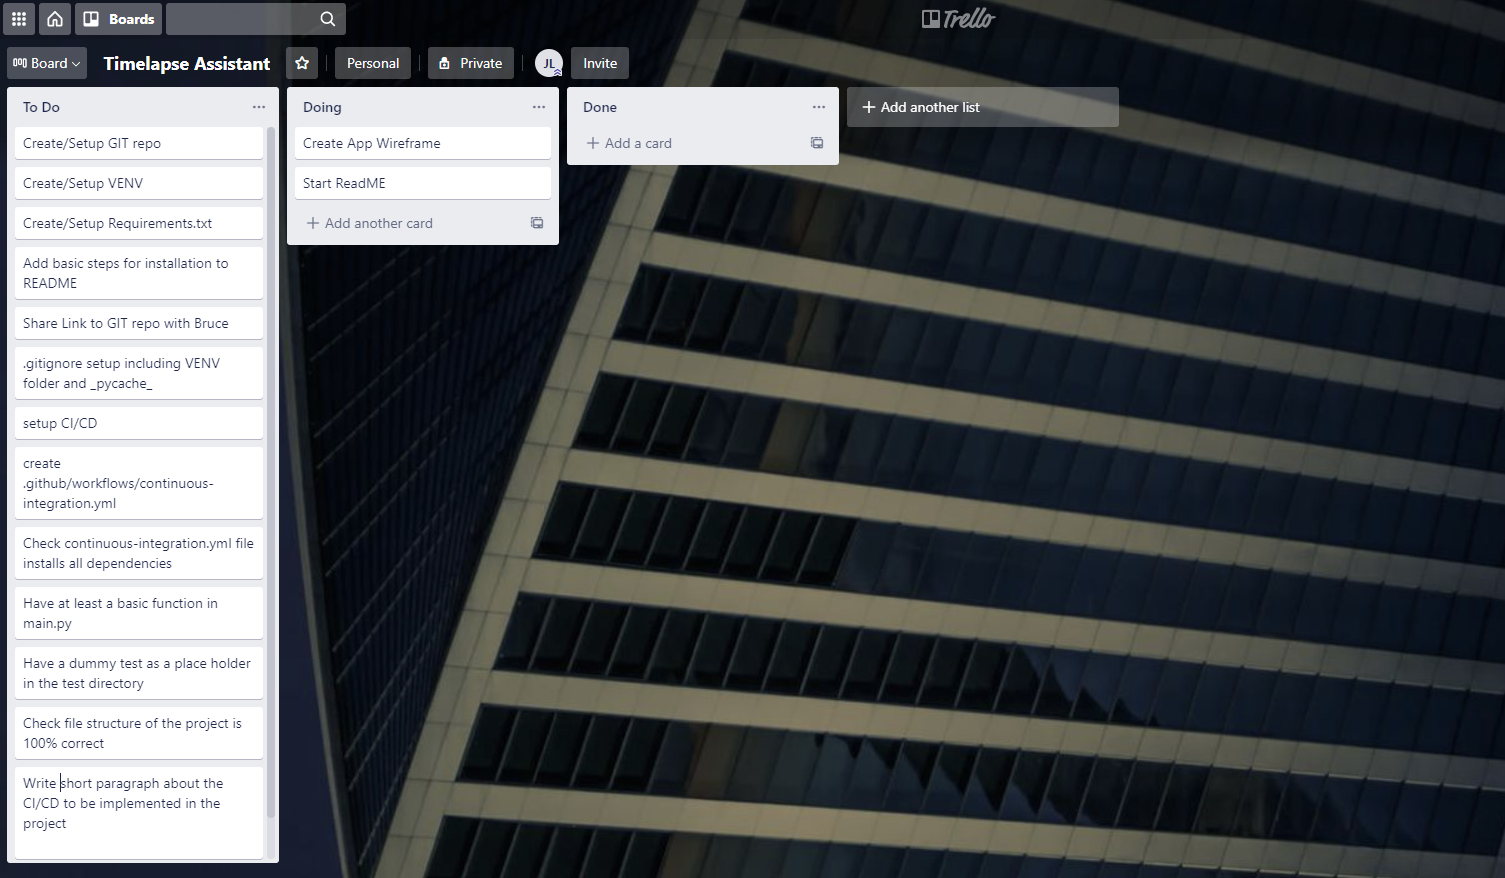 Boards
Trello
Board
Timelapse Assistant
Personal
Private
JL
Invite
To Do
Create/Setup GIT repo
Create/Setup VENV
Create/Setup Requirements.txt
Add basic steps for installation to
README
Share Link to GIT repo with Bruce
.gitignore setup including VENV
folder and _pycache_
setup CI/CD
create
.github/workflows/continuous-
integration.yml
Check continuous-integration.yml file
installs all dependencies
Have at least a basic function in
main.py
Have a dummy test as a place holder
in the test directory
Check file structure of the project is
100% correct
Write short paragraph about the
CI/CD to be implemented in the
project
Doing
Create App Wireframe
Start ReadME
+ Add another card
Done
+ Add a card
+ Add another list